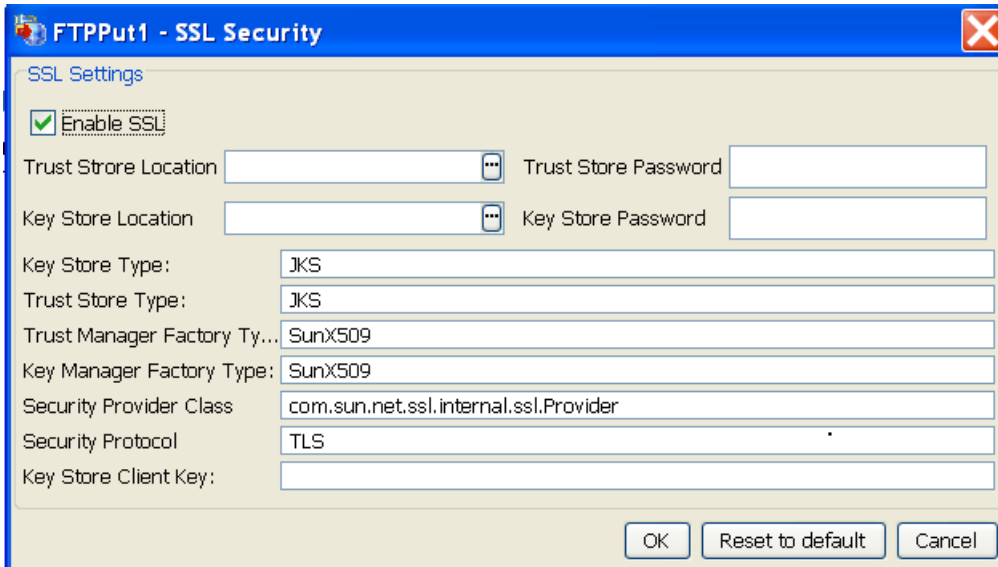 FTPPut1 - SSL Security
SSL Settings
Enable SSL
Trust Strore Location ... Trust Store Password
Key Store Location ... Key Store Password
Key Store Type: JKS
Trust Store Type: JKS
Trust Manager Factory Ty... SunX509
Key Manager Factory Type: SunX509
Security Provider Class com.sun.net.ssl.internal.ssl.Provider
Security Protocol TLS
Key Store Client Key:
OK Reset to default Cancel